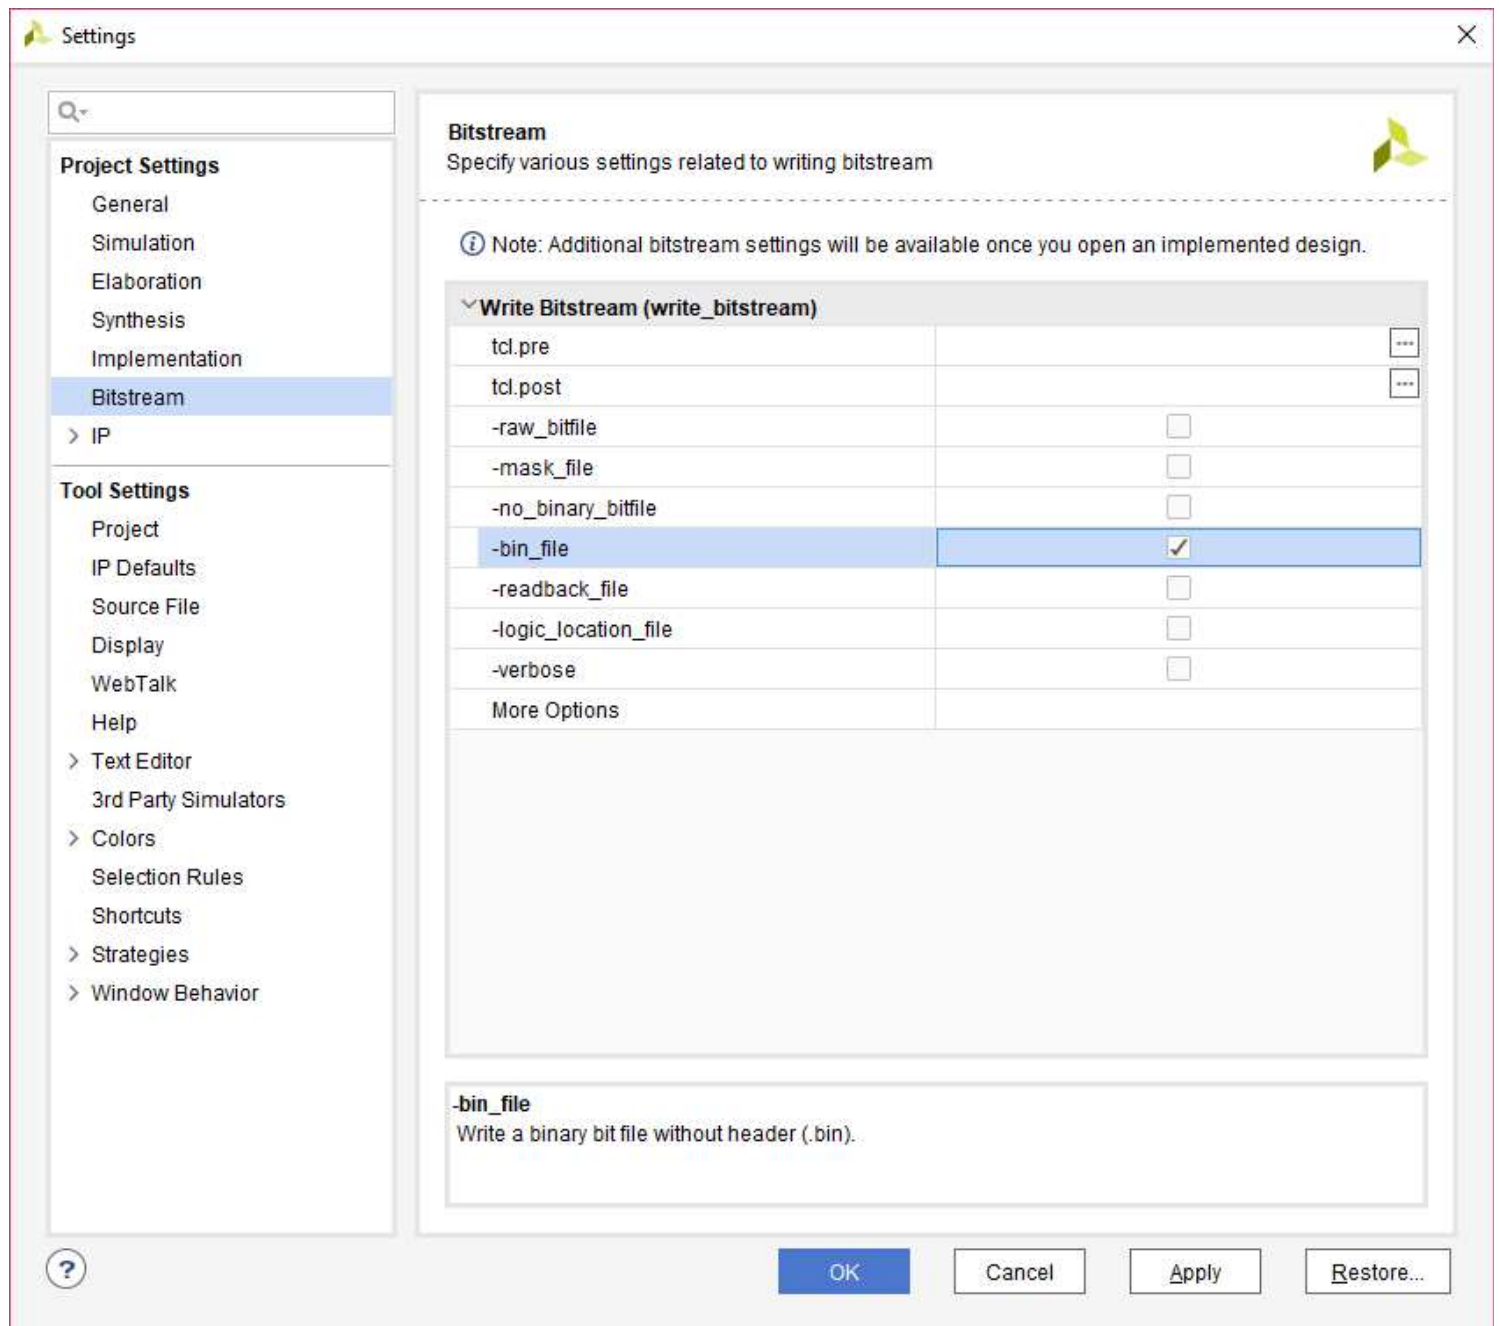 Settings
Project Settings
General
Simulation
Elaboration
Synthesis
Implementation
Bitstream
IP
Tool Settings
Project
IP Defaults
Source File
Display
WebTalk
Help
Text Editor
3rd Party Simulators
Colors
Selection Rules
Shortcuts
Strategies
Window Behavior
Bitstream
Specify various settings related to writing bitstream
Note: Additional bitstream settings will be available once you open an implemented design.
Write Bitstream (write_bitstream)
tcl.pre
tcl.post
-raw_bitfile
-mask_file
-no_binary_bitfile
-bin_file
-readback_file
-logic_location_file
-verbose
More Options
-bin_file
Write a binary bit file without header (.bin).
? OK Cancel Apply Restore...